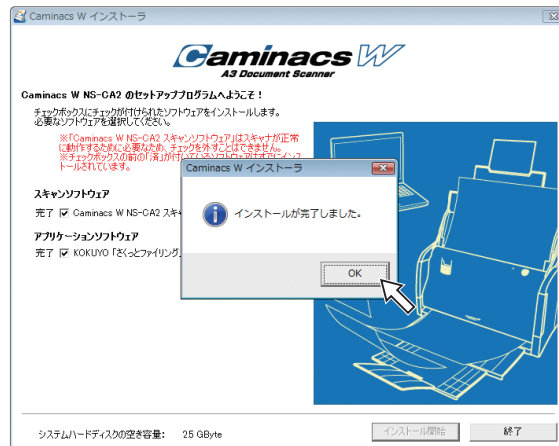 Caminacs W インストーラ
Caminacs W
A3 Document Scanner
Caminacs W NS-CA2 のセットアッププログラムへようこそ！
チェックボックスにチェックが付けられたソフトウェアをインストールします。
必要なソフトウェアを選択してください。
※「Caminacs W NS-CA2 スキャンソフトウェア」はスキャナが正常
に動作するために必要なため、チェックを外すことはできません。
※チェックボックスの前の「済」が付いているソフトウェアはすでにインス
トールされています。
Caminacs W インストーラ
インストールが完了しました。
OK
スキャンソフトウェア
完了 Caminacs W NS-CA2 スキ
アプリケーションソフトウェア
完了 KOKUYO 「さくっとファイリング」
システムハードディスクの空き容量： 25 GByte
インストール開始
終了